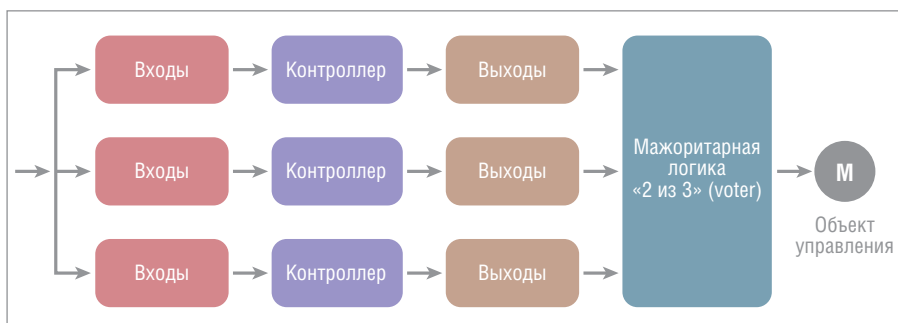 Входы
Контроллер
Выходы
Входы
Контроллер
Выходы
Мажоритарная
логика
«2 из 3» (voter)
М
Объект
управления
Входы
Контроллер
Выходы